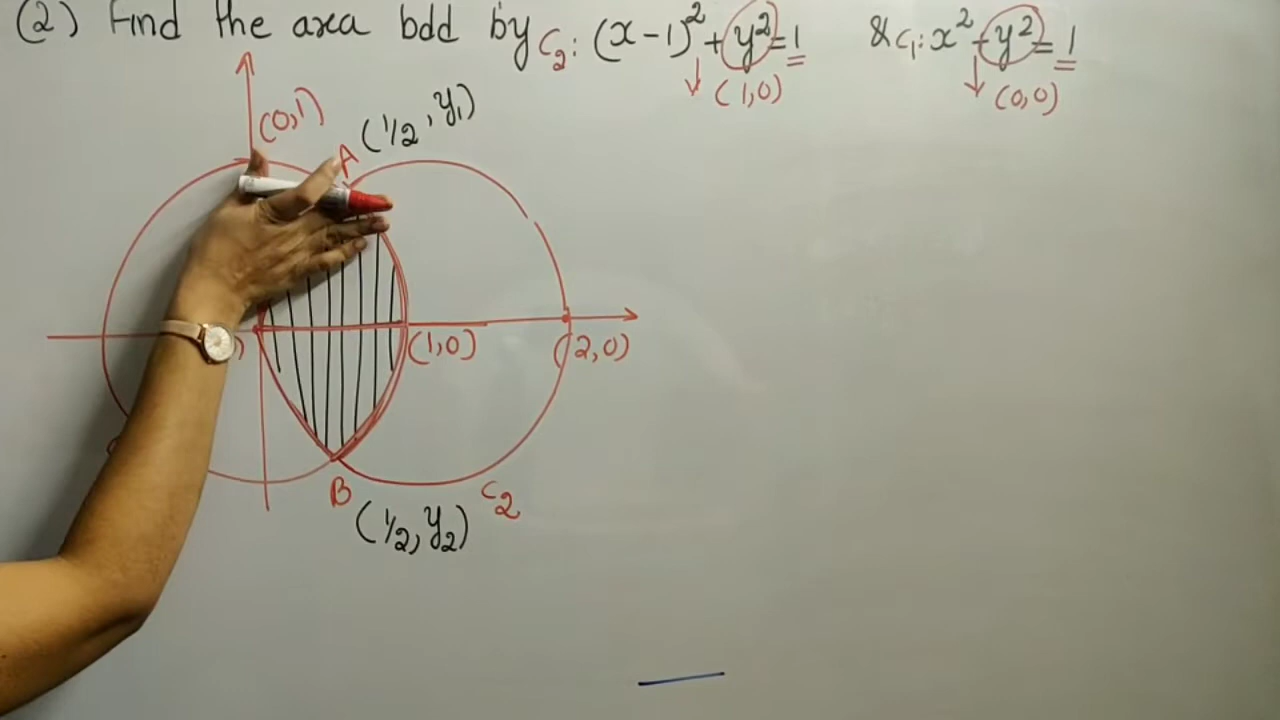 (2) Find the area bdd by C₂: (x-1)² + y² = 1 & C₁: x² + y² = 1
(1,0) (0,0)
(0,1) A (1/2, y₁)
(1,0) (2,0)
B C₂
(1/2, y₂)